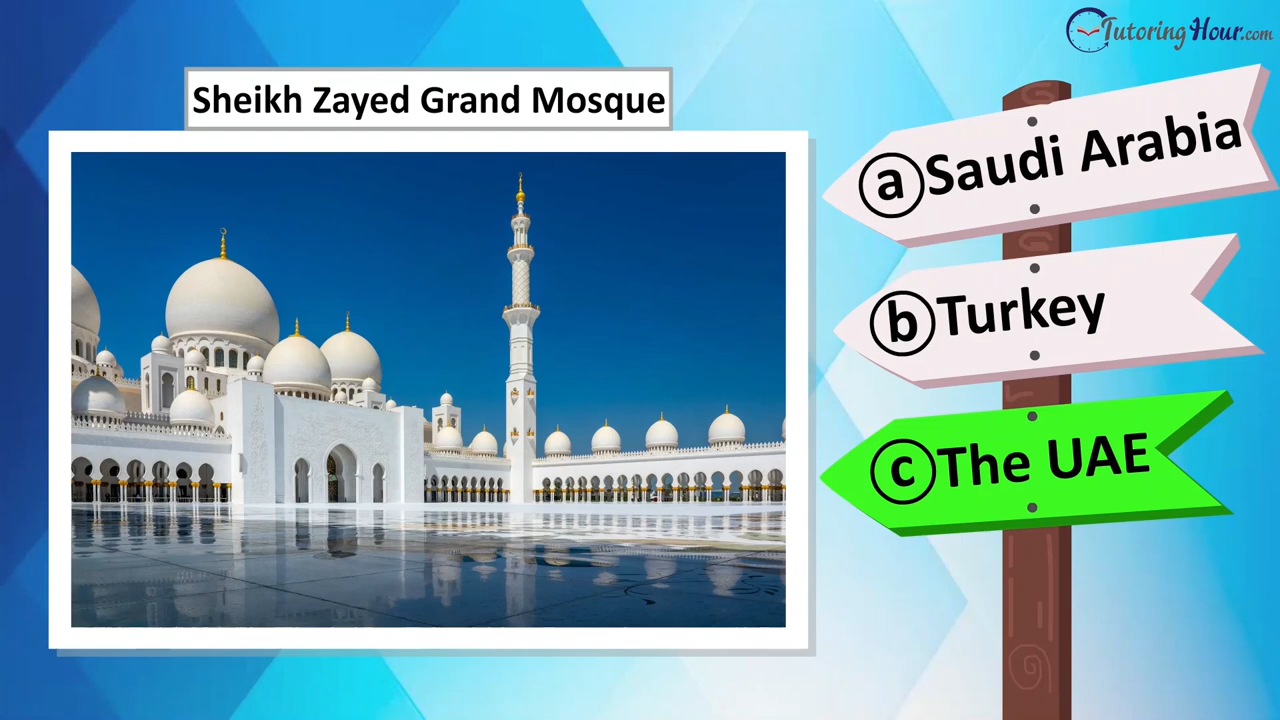 TutoringHour.com
Sheikh Zayed Grand Mosque
a Saudi Arabia
b Turkey
c The UAE